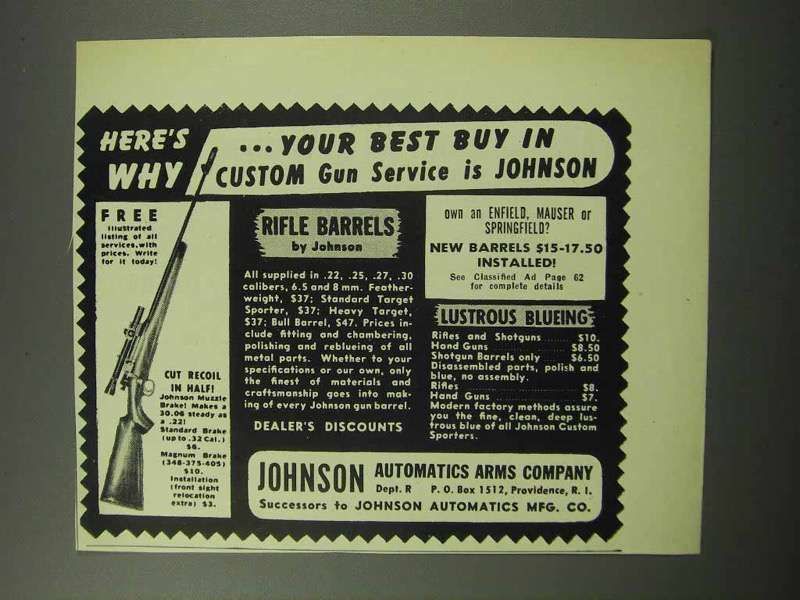 HERE'S
WHY
...YOUR BEST BUY IN
CUSTOM Gun Service is JOHNSON
FREE
Illustrated
listing of all
services, with
prices. Write
for it today!
CUT RECOIL
IN HALF!
Johnson Muzzle
Brake! Makes a
30.06 steady as
a .22!
Standard Brake
(up to .32 Cal.)
$6.
Magnum Brake
(348-375-405)
$10.
Installation
(front sight
relocation
extra) $3.
RIFLE BARRELS
by Johnson
All supplied in .22, .25, .27, .30
calibers, 6.5 and 8 mm. Feather-
weight, $37; Standard Target
Sporter, $37; Heavy Target,
$37; Bull Barrel, $47. Prices in-
clude fitting and chambering,
polishing and reblueing of all
metal parts. Whether to your
specifications or our own, only
the finest of materials and
craftsmanship goes into mak-
ing of every Johnson gun barrel.
DEALER'S DISCOUNTS
own an ENFIELD, MAUSER or
SPRINGFIELD?
NEW BARRELS $15-17.50
INSTALLED!
See Classified Ad Page 62
for complete details
LUSTROUS BLUEING
Rifles and Shotguns ...... $10.
Hand Guns ...... $8.50
Shotgun Barrels only ...... $6.50
Disassembled parts, polish and
blue, no assembly.
Rifles ...... $8.
Hand Guns ...... $7.
Modern factory methods assure
you the fine, clean, deep lus-
trous blue of all Johnson Custom
Sporters.
JOHNSON AUTOMATICS ARMS COMPANY
Dept. R P. O. Box 1512, Providence, R. I.
Successors to JOHNSON AUTOMATICS MFG. CO.